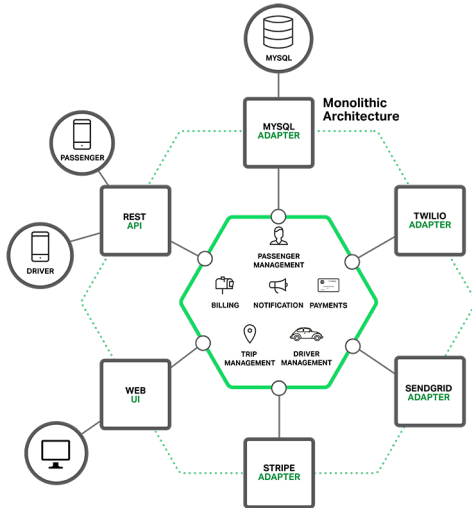 MYSQL
Monolithic
Architecture
MYSQL
ADAPTER
PASSENGER
REST
API
TWILIO
ADAPTER
DRIVER
PASSENGER
MANAGEMENT
BILLING
NOTIFICATION
PAYMENTS
TRIP
MANAGEMENT
DRIVER
MANAGEMENT
WEB
UI
SENDGRID
ADAPTER
STRIPE
ADAPTER